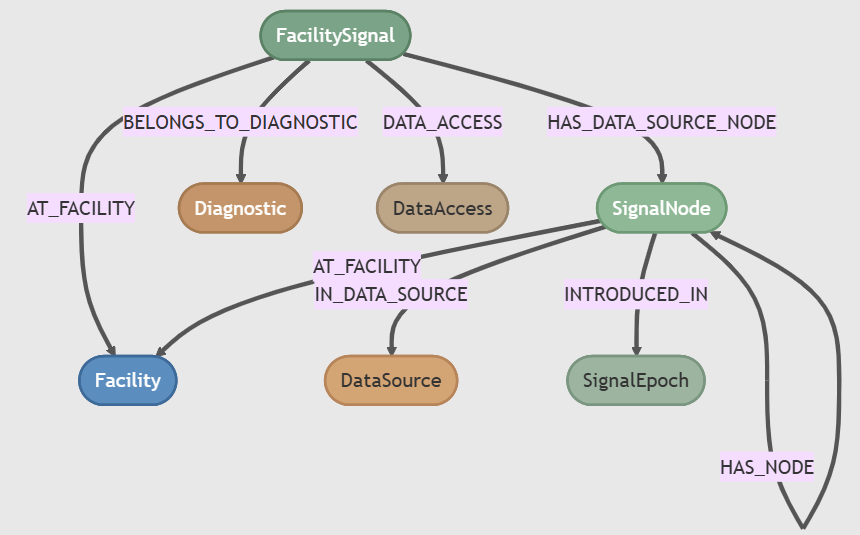 FacilitySignal
BELONGS_TO_DIAGNOSTIC
DATA_ACCESS
HAS_DATA_SOURCE_NODE
AT_FACILITY
Diagnostic
DataAccess
SignalNode
AT_FACILITY
IN_DATA_SOURCE
INTRODUCED_IN
Facility
DataSource
SignalEpoch
HAS_NODE